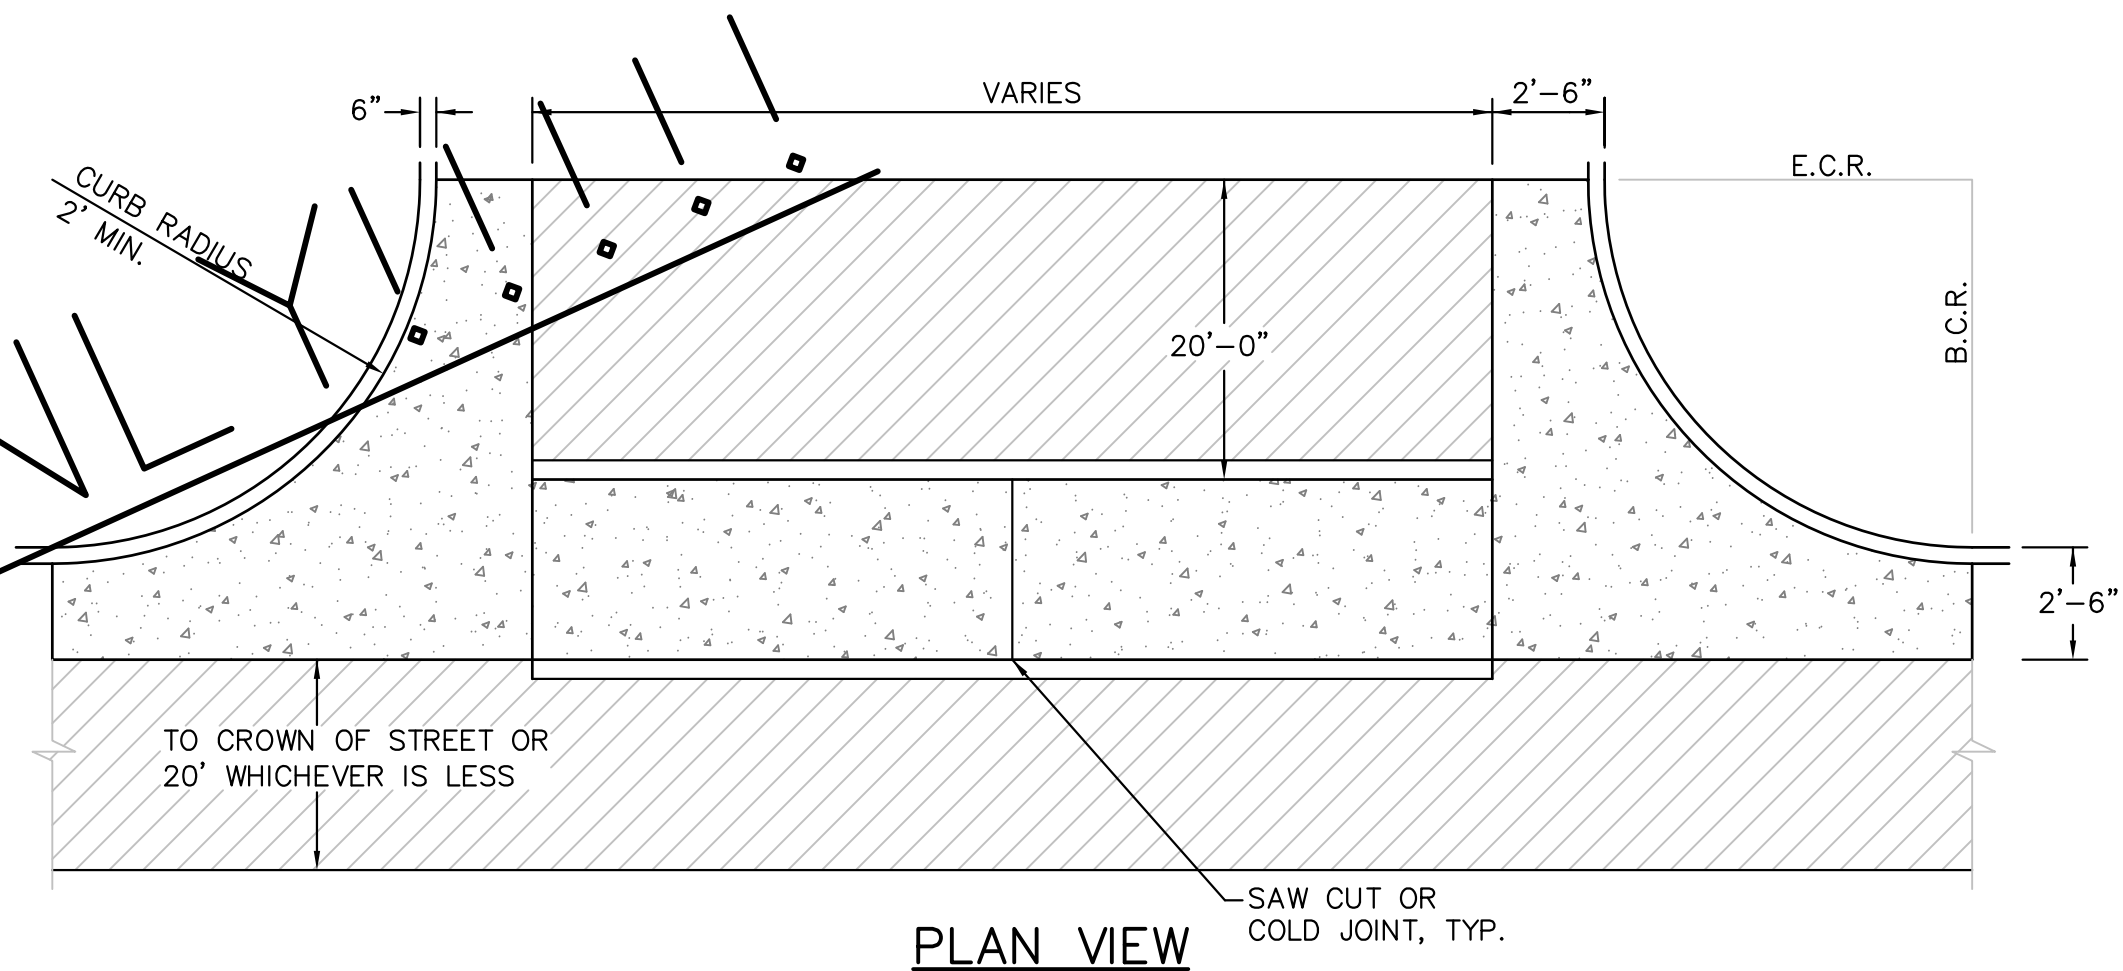 6”
VARIES
2’-6”
E.C.R.
CURB RADIUS
2’ MIN.
NLY!!!!!
B.C.R.
20’-0”
2’-6”
TO CROWN OF STREET OR
20’ WHICHEVER IS LESS
SAW CUT OR
COLD JOINT, TYP.
PLAN VIEW